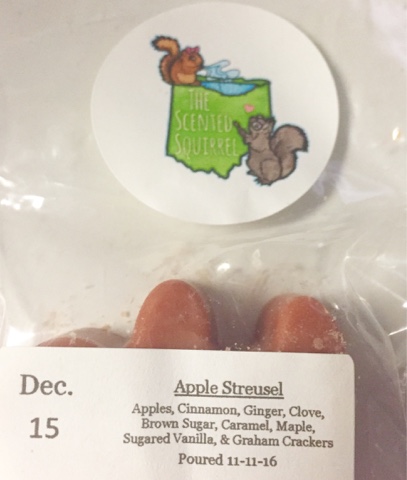 THE
SCENTED
SQUIRREL
Dec.
15
Apple Streusel
Apples, Cinnamon, Ginger, Clove,
Brown Sugar, Caramel, Maple,
Sugared Vanilla, & Graham Crackers
Poured 11-11-16